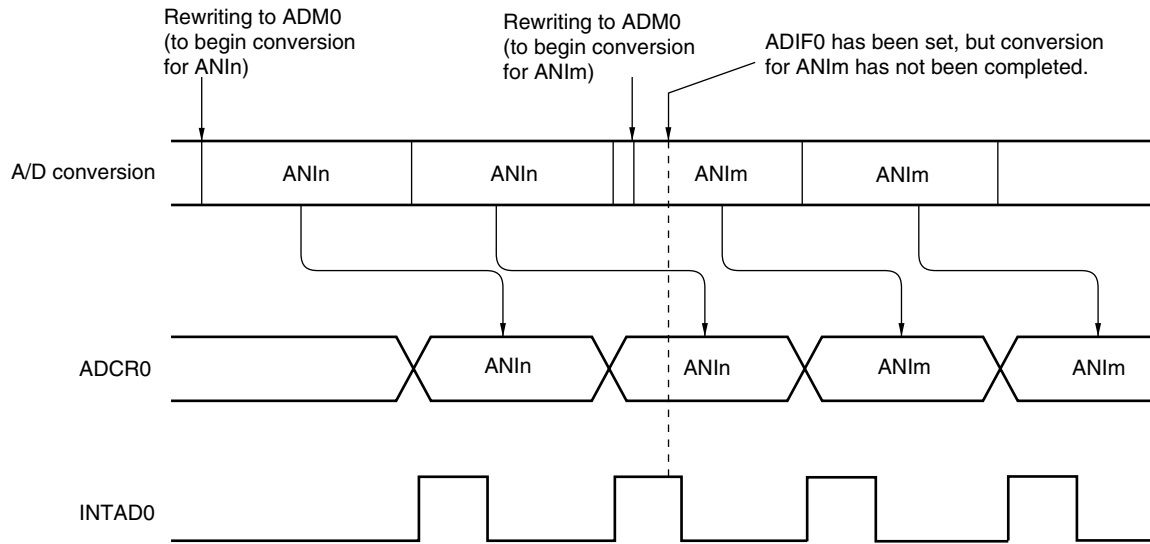 Rewriting to ADM0
(to begin conversion
for ANIn)
Rewriting to ADM0
(to begin conversion
for ANIm)
ADIF0 has been set, but conversion
for ANIm has not been completed.
A/D conversion
ANIn
ANIn
ANIm
ANIm
ADCR0
ANIn
ANIn
ANIm
ANIm
INTAD0